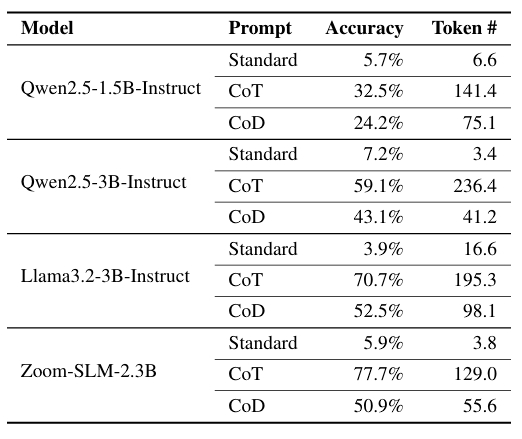 Model Prompt Accuracy Token #
Standard 5.7% 6.6
Qwen2.5-1.5B-Instruct CoT 32.5% 141.4
CoD 24.2% 75.1
Standard 7.2% 3.4
Qwen2.5-3B-Instruct CoT 59.1% 236.4
CoD 43.1% 41.2
Standard 3.9% 16.6
Llama3.2-3B-Instruct CoT 70.7% 195.3
CoD 52.5% 98.1
Standard 5.9% 3.8
Zoom-SLM-2.3B CoT 77.7% 129.0
CoD 50.9% 55.6